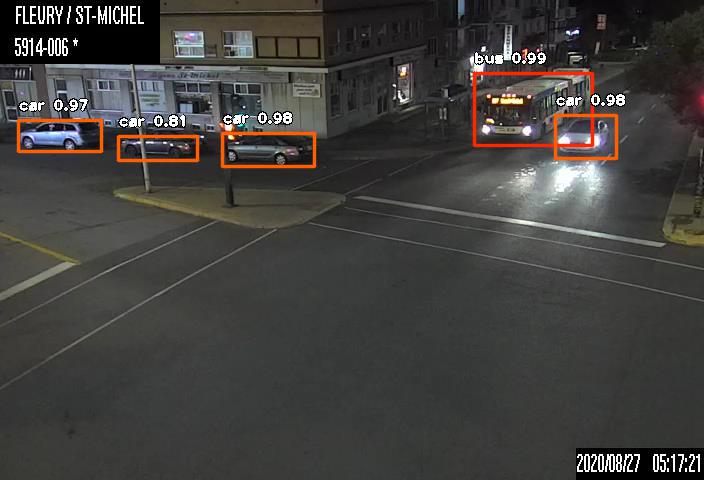 FLEURY / ST-MICHEL
5914-006 *
bus 0.99
car 0.97
car 0.98
car 0.81
car 0.98
2020/08/27 05:17:21